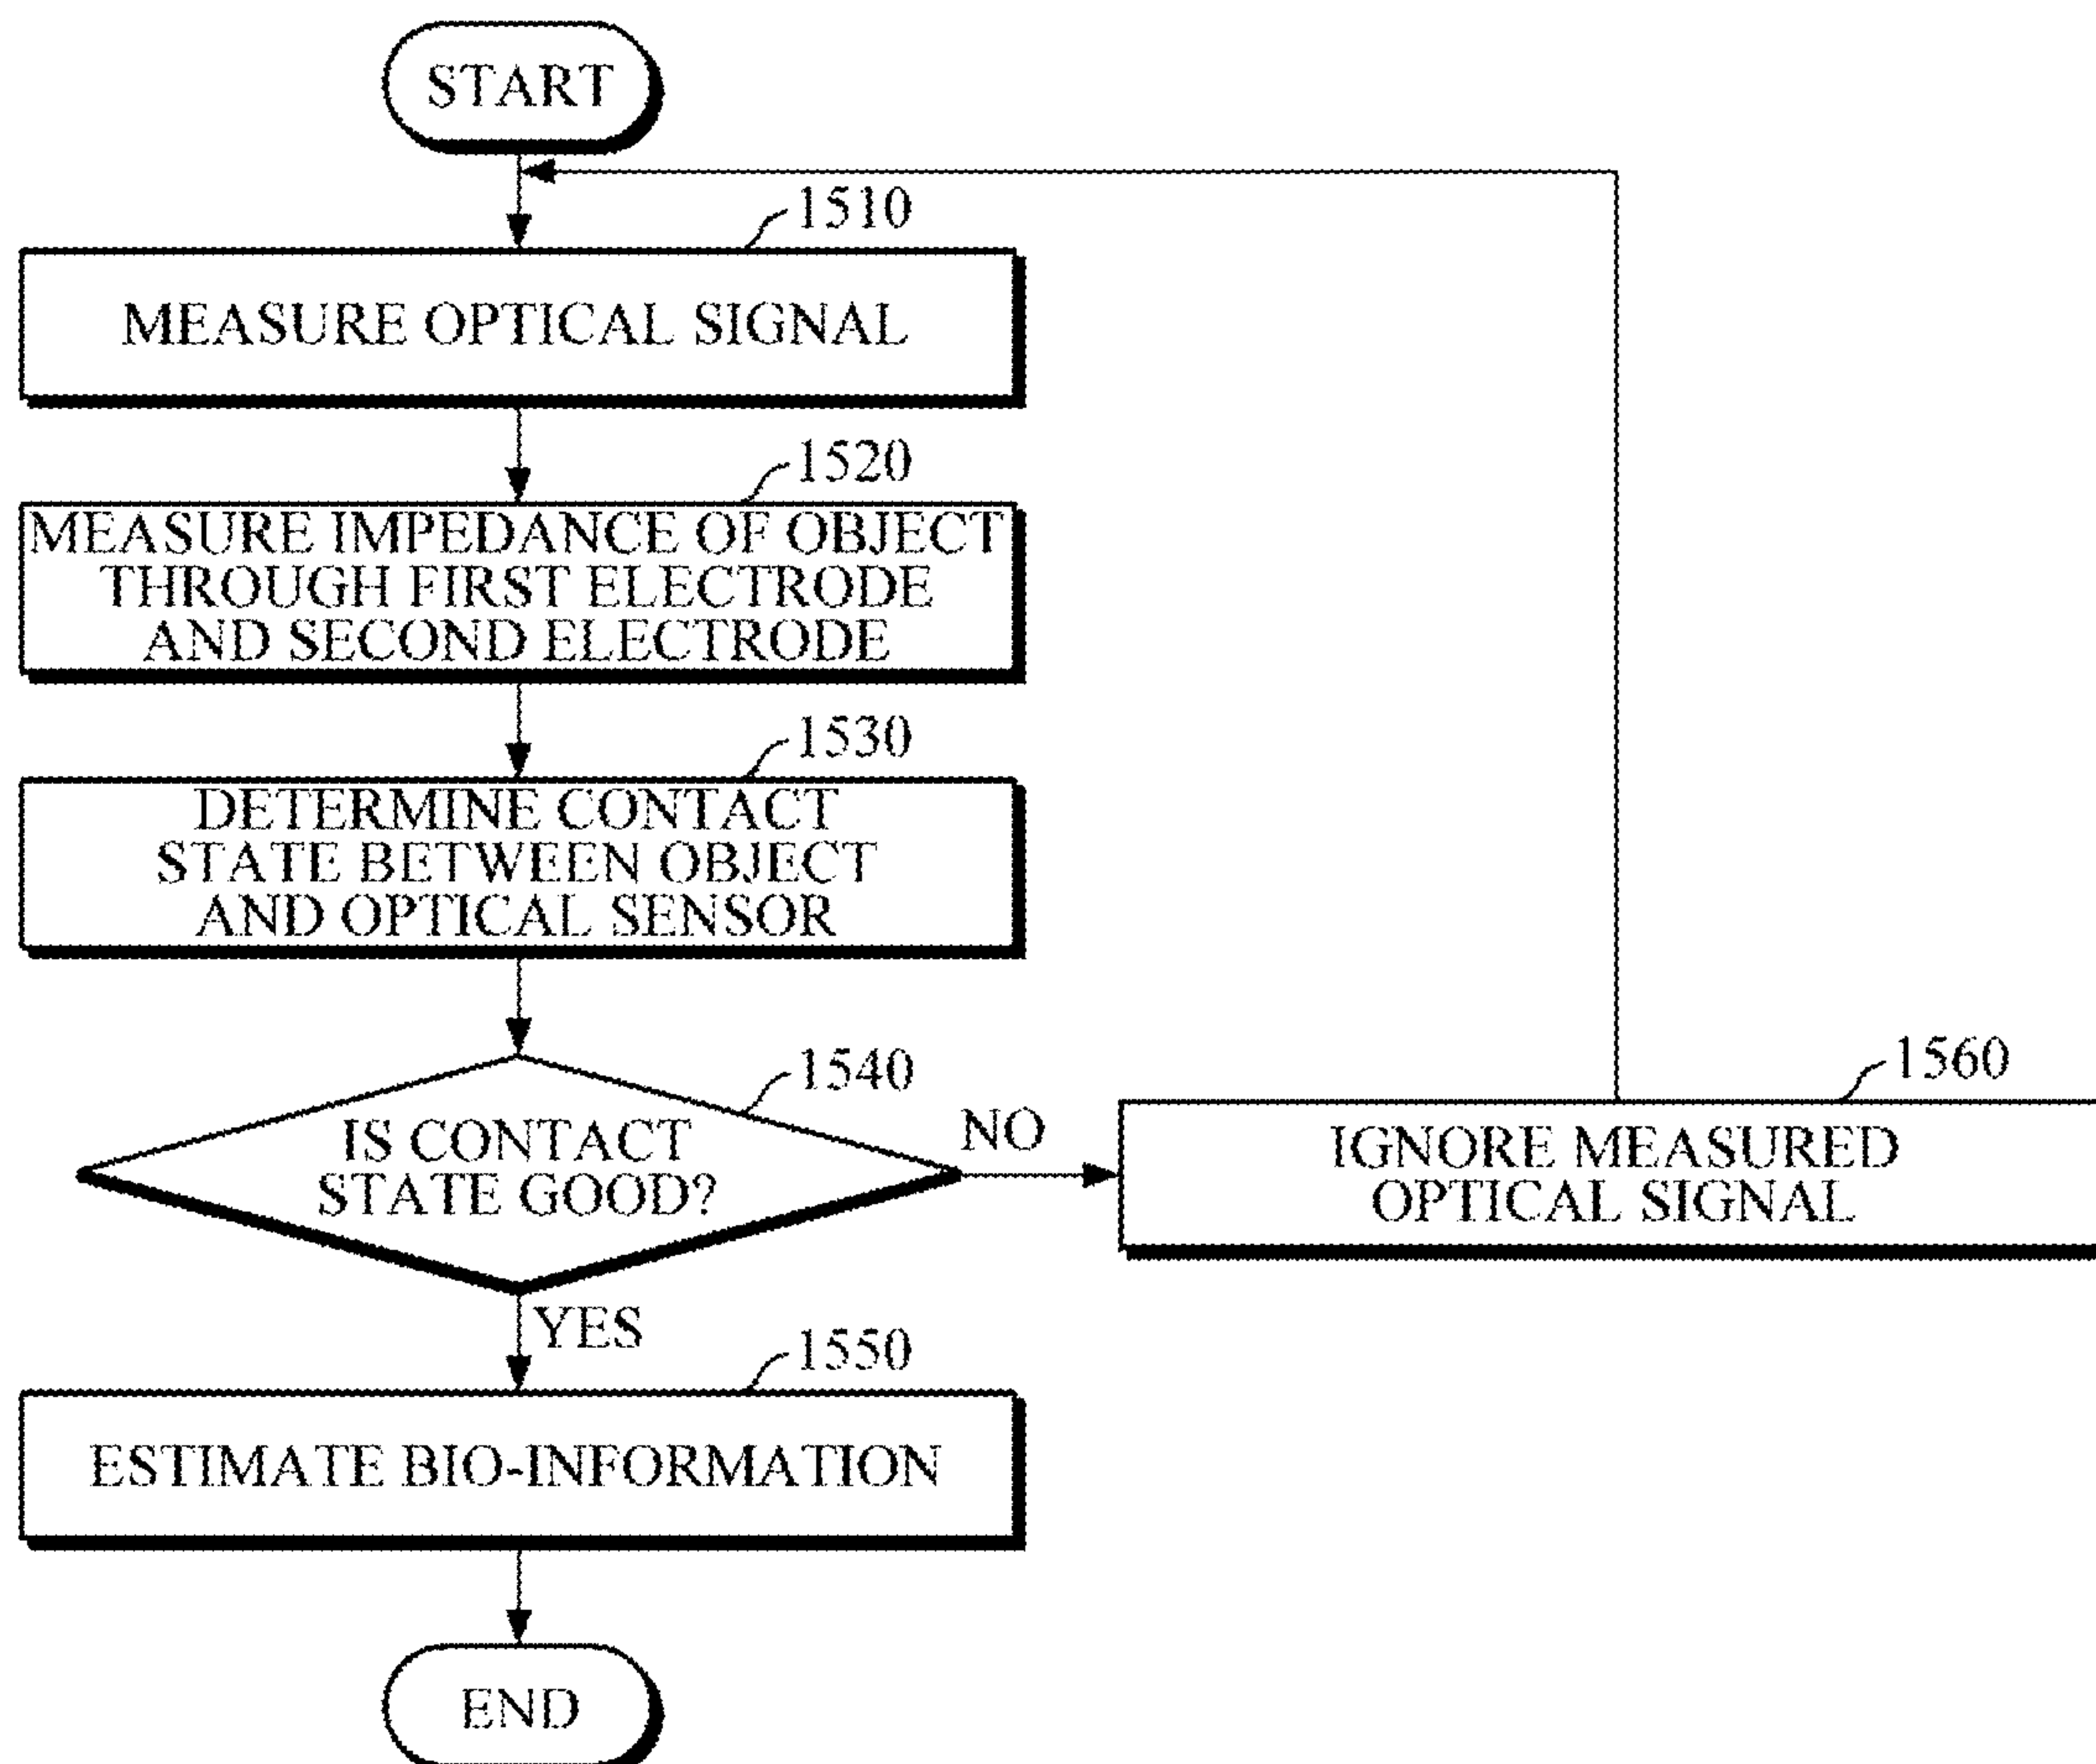 START
1510
MEASURE OPTICAL SIGNAL
1520
MEASURE IMPEDANCE OF OBJECT
THROUGH FIRST ELECTRODE
AND SECOND ELECTRODE
1530
DETERMINE CONTACT
STATE BETWEEN OBJECT
AND OPTICAL SENSOR
1540
IS CONTACT
STATE GOOD?
NO
1560
IGNORE MEASURED
OPTICAL SIGNAL
YES
1550
ESTIMATE BIO-INFORMATION
END